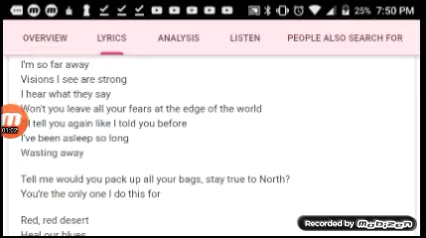 25% 7:50 PM
OVERVIEW LYRICS ANALYSIS LISTEN PEOPLE ALSO SEARCH FOR
I'm so far away
Visions I see are strong
I hear what they say
Won't you leave all your fears at the edge of the world
tell you again like I told you before
I've been asleep so long
Wasting away
01:02
Tell me would you pack up all your bags, stay true to North?
You're the only one I do this for
Red, red desert
Heal our blues
Recorded by mobizen